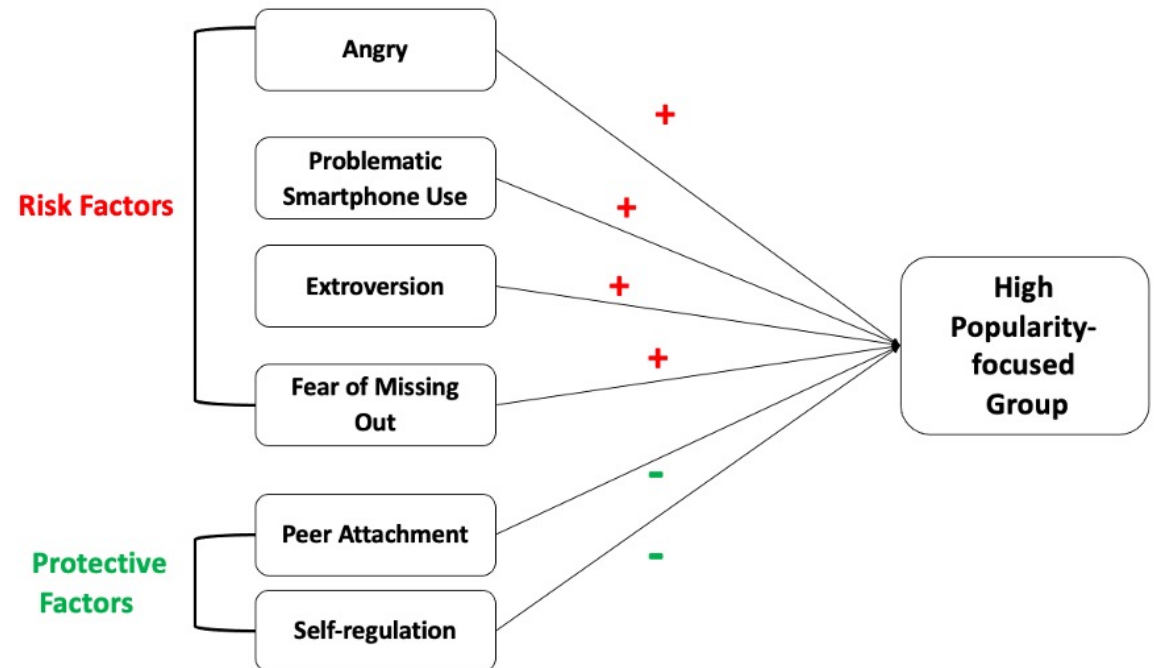 Angry
+
Problematic
Smartphone Use
+
Risk Factors
Extroversion
+
High
Popularity-
focused
Group
+
Fear of Missing
Out
-
Peer Attachment
-
Protective
Factors
Self-regulation